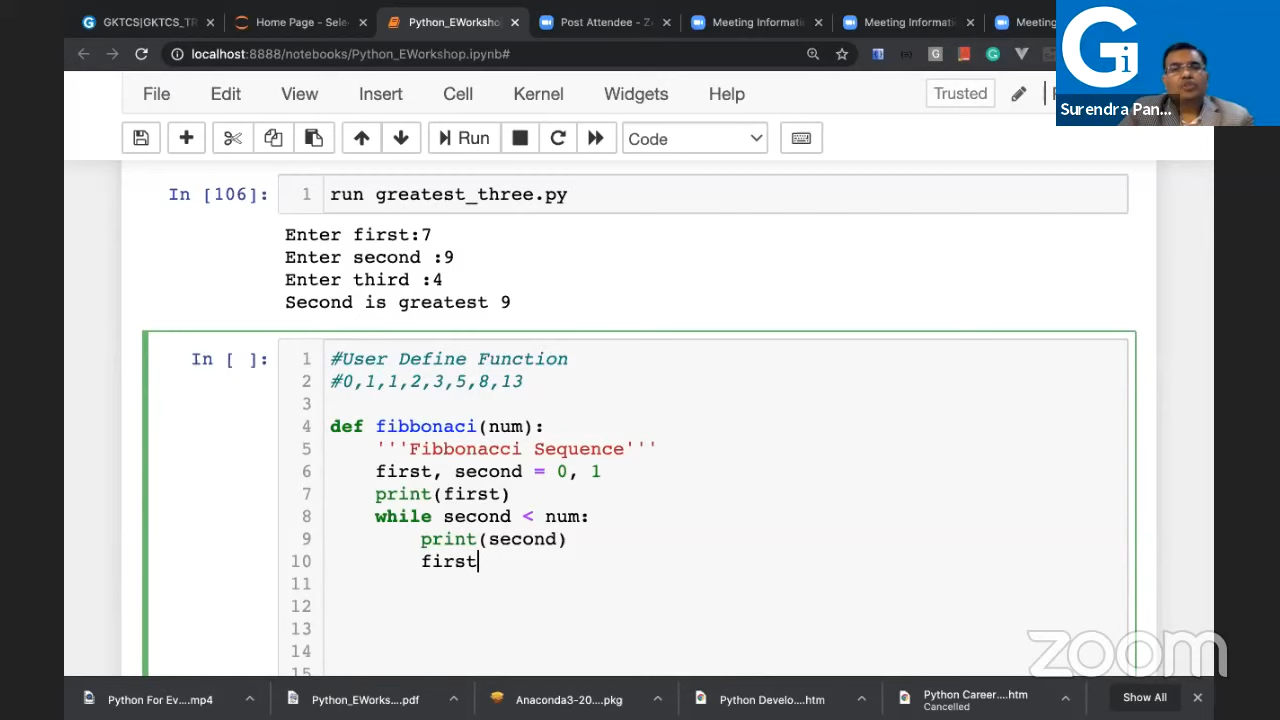 GKTCS|GKTCS_TR
Home Page - Sele
Python_EWorksho
Post Attendee - Z
Meeting Informati
Meeting Informati
Meeting
localhost:8888/notebooks/Python_EWorkshop.ipynb#
Gi
Surendra Pan...
File Edit View Insert Cell Kernel Widgets Help Trusted
Run Code
In [106]: 1 run greatest_three.py
Enter first:7
Enter second :9
Enter third :4
Second is greatest 9
In [ ]: 1 #User Define Function
2 #0,1,1,2,3,5,8,13
3
4 def fibbonaci(num):
5 '''Fibbonacci Sequence'''
6 first, second = 0, 1
7 print(first)
8 while second < num:
9 print(second)
10 first
11
12
13
14
15
zoom
Python For Ev....mp4
Python_EWorks....pdf
Anaconda3-20....pkg
Python Develo....htm
Python Career....htm
Cancelled
Show All